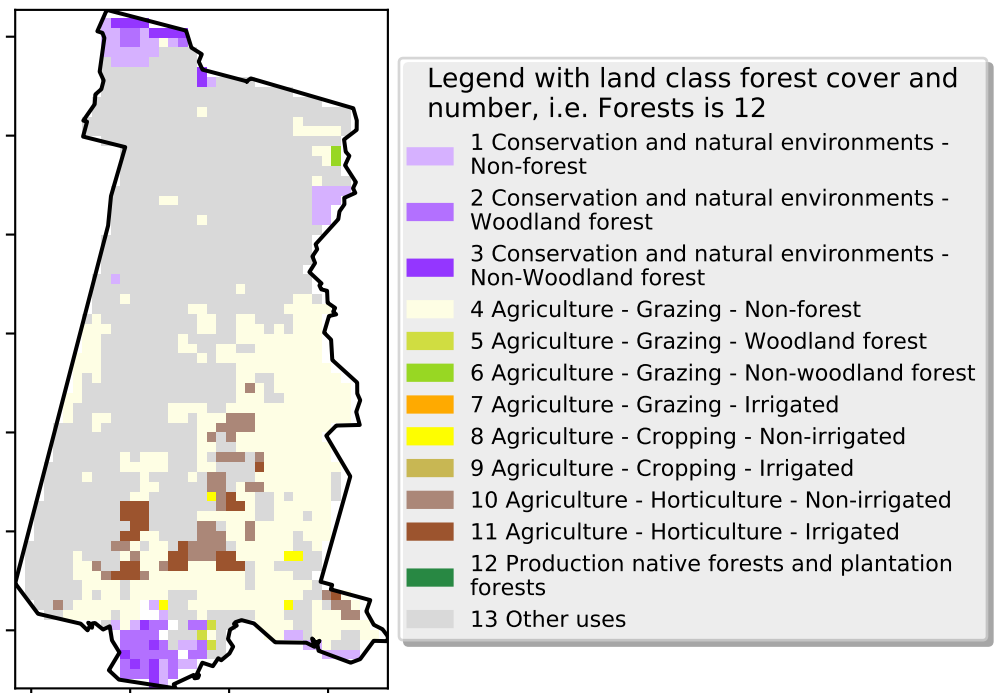 Legend with land class forest cover and
number, i.e. Forests is 12
1 Conservation and natural environments -
Non-forest
2 Conservation and natural environments -
Woodland forest
3 Conservation and natural environments -
Non-Woodland forest
4 Agriculture - Grazing - Non-forest
5 Agriculture - Grazing - Woodland forest
6 Agriculture - Grazing - Non-woodland forest
7 Agriculture - Grazing - Irrigated
8 Agriculture - Cropping - Non-irrigated
9 Agriculture - Cropping - Irrigated
10 Agriculture - Horticulture - Non-irrigated
11 Agriculture - Horticulture - Irrigated
12 Production native forests and plantation
forests
13 Other uses